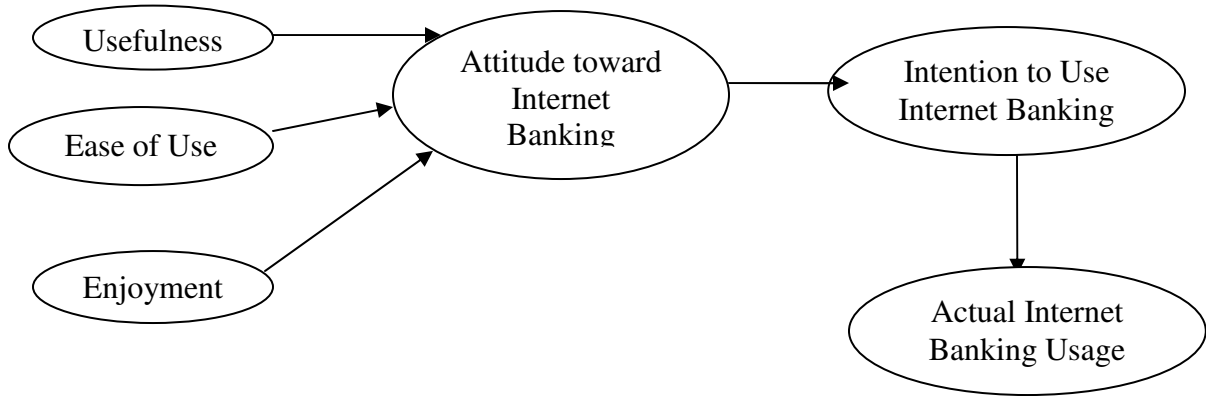 Usefulness
Ease of Use
Enjoyment
Attitude toward
Internet
Banking
Intention to Use
Internet Banking
Actual Internet
Banking Usage